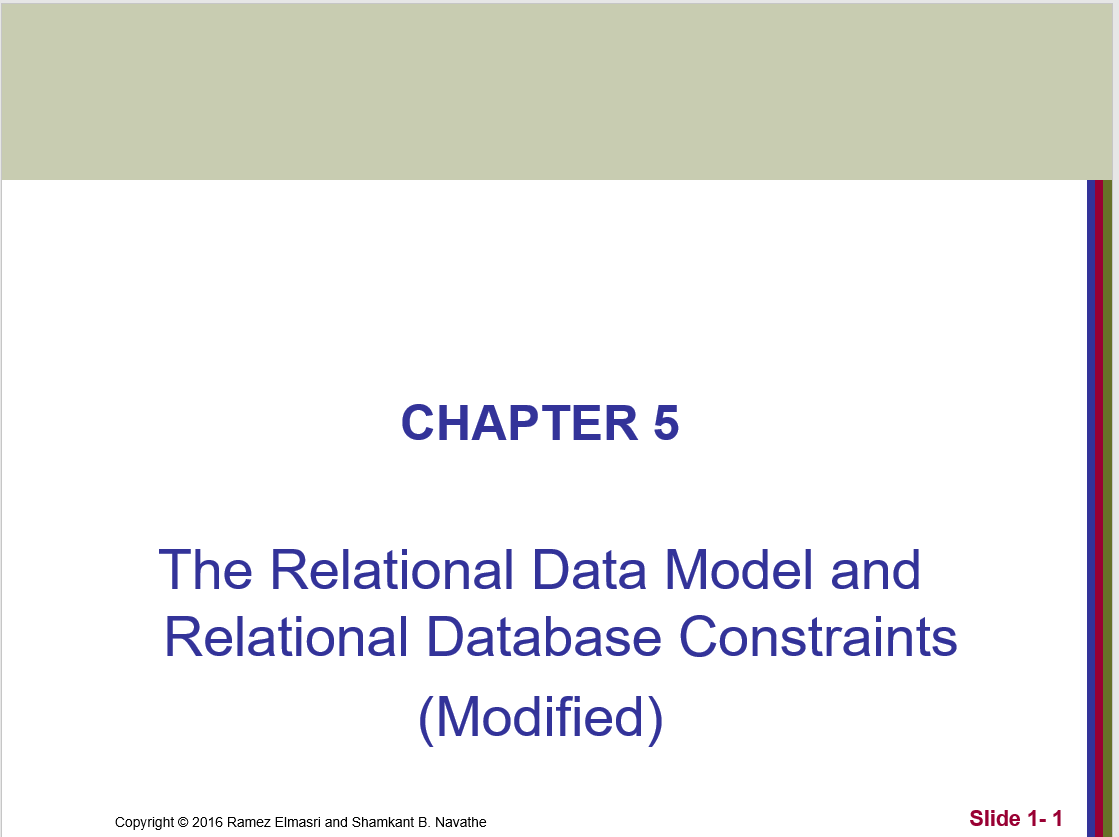 CHAPTER 5
The Relational Data Model and
Relational Database Constraints
(Modified)
Copyright © 2016 Ramez Elmasri and Shamkant B. Navathe
Slide 1- 1